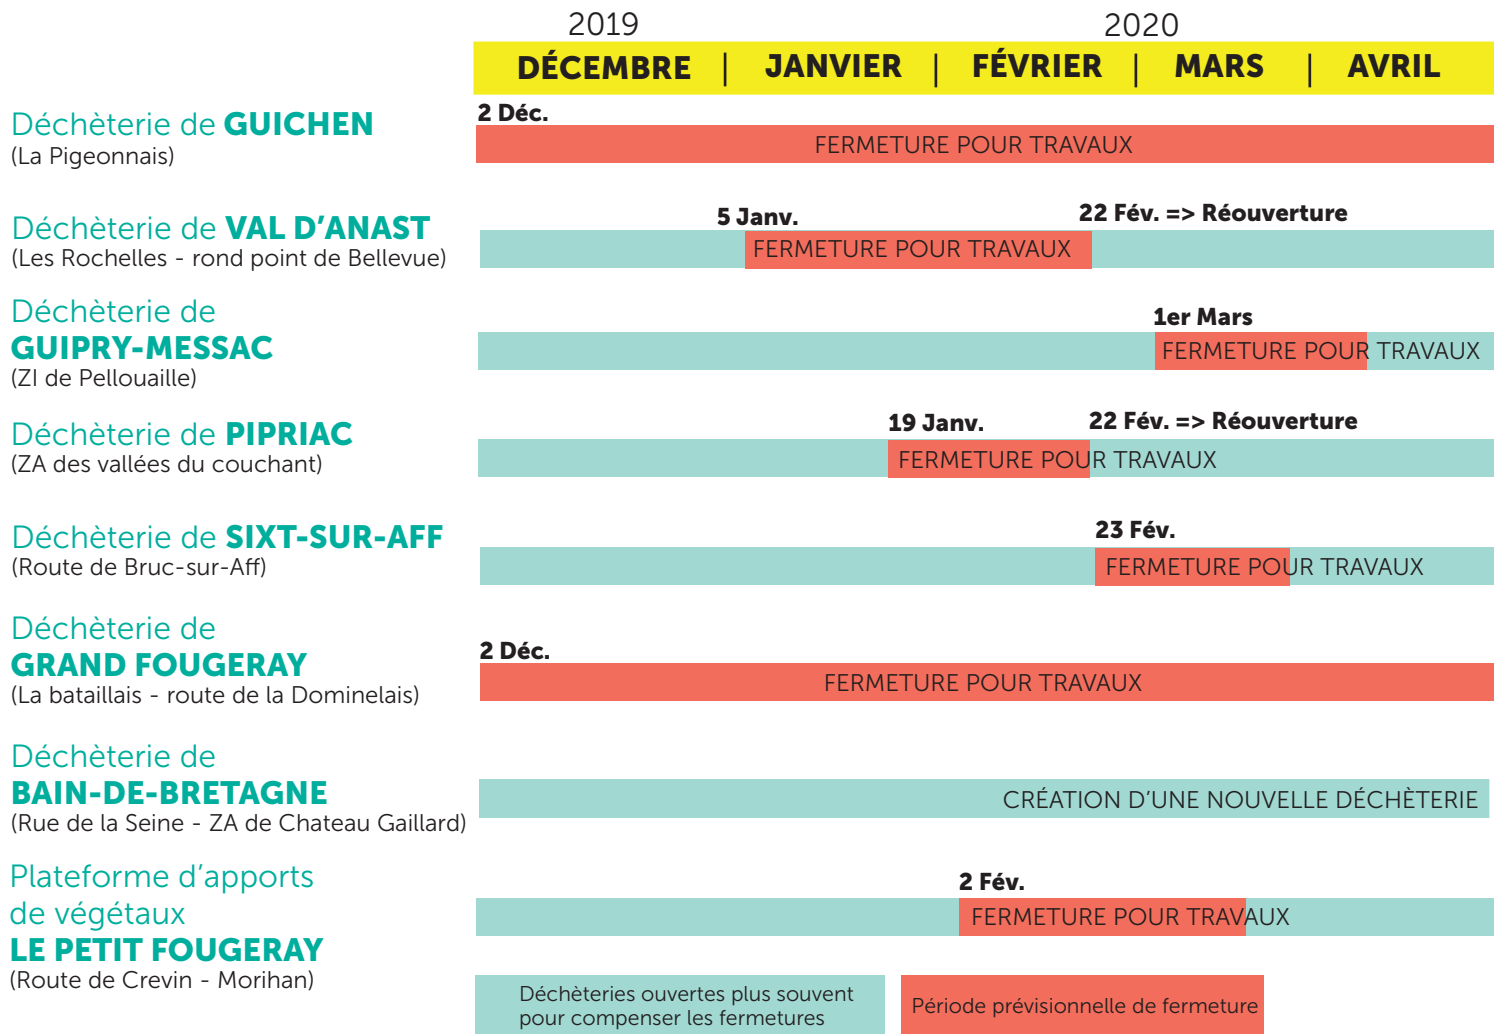 2019 2020
DÉCEMBRE | JANVIER | FÉVRIER | MARS | AVRIL
Déchèterie de GUICHEN
(La Pigeonnais)
2 Déc.
FERMETURE POUR TRAVAUX
Déchèterie de VAL D'ANAST
(Les Rochelles - rond point de Bellevue)
5 Janv.
22 Fév. => Réouverture
FERMETURE POUR TRAVAUX
Déchèterie de
GUIPRY-MESSAC
(ZI de Pellouaille)
1er Mars
FERMETURE POUR TRAVAUX
Déchèterie de PIPRIAC
(ZA des vallées du couchant)
19 Janv.
22 Fév. => Réouverture
FERMETURE POUR TRAVAUX
Déchèterie de SIXT-SUR-AFF
(Route de Bruc-sur-Aff)
23 Fév.
FERMETURE POUR TRAVAUX
Déchèterie de
GRAND FOUGERAY
(La bataillais - route de la Dominelais)
2 Déc.
FERMETURE POUR TRAVAUX
Déchèterie de
BAIN-DE-BRETAGNE
(Rue de la Seine - ZA de Chateau Gaillard)
CRÉATION D'UNE NOUVELLE DÉCHÈTERIE
Plateforme d'apports
de végétaux
LE PETIT FOUGERAY
(Route de Crevin - Morihan)
2 Fév.
FERMETURE POUR TRAVAUX
Déchèteries ouvertes plus souvent
pour compenser les fermetures
Période prévisionnelle de fermeture